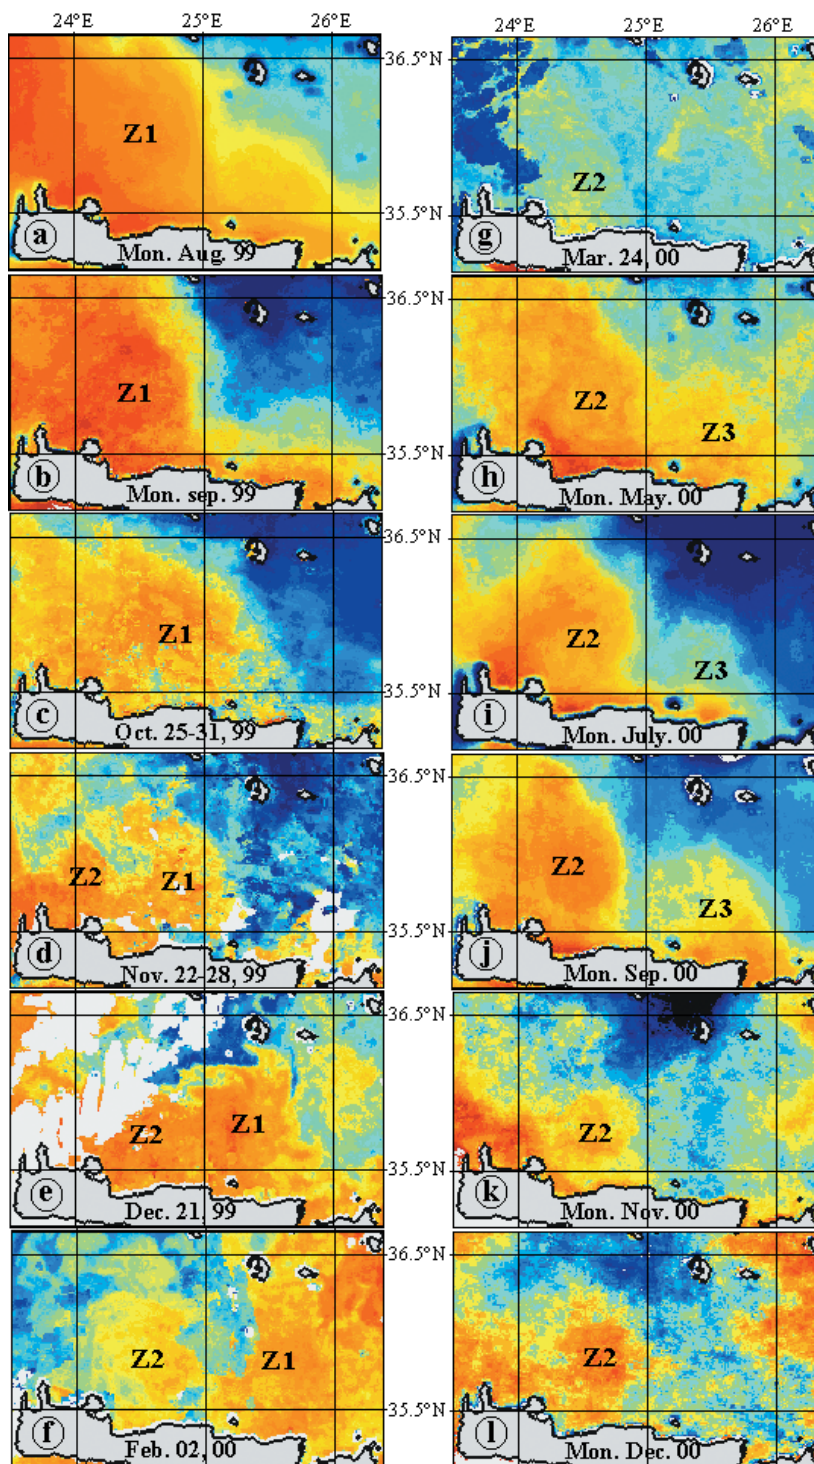 24°E 25°E 26°E
24°E 25°E 26°E
36.5°N
Z1
Z2
35.5°N
a
Mon. Aug. 99
g
Mar. 24, 00
36.5°N
Z1
Z2
Z3
35.5°N
b
Mon. sep. 99
h
Mon. May. 00
36.5°N
Z1
Z2
Z3
35.5°N
c
Oct. 25-31, 99
i
Mon. July. 00
36.5°N
Z2 Z1
Z2
Z3
35.5°N
d
Nov. 22-28, 99
j
Mon. Sep. 00
36.5°N
Z2 Z1
Z2
35.5°N
e
Dec. 21, 99
k
Mon. Nov. 00
36.5°N
Z2 Z1
Z2
35.5°N
f
Feb. 02, 00
l
Mon. Dec. 00